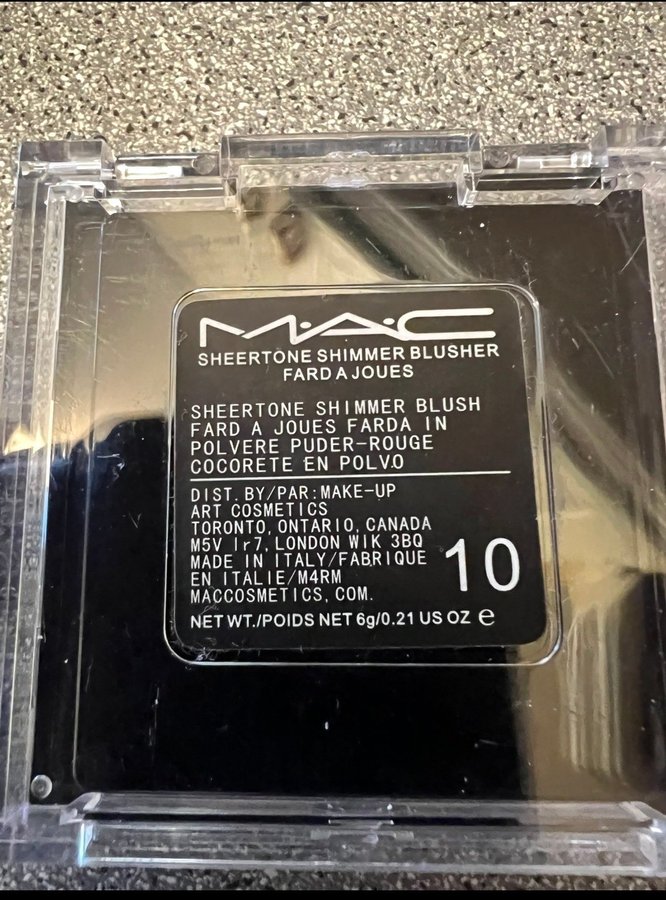 M·A·C
SHEERTONE SHIMMER BLUSHER
FARD A JOUES
SHEERTONE SHIMMER BLUSH
FARD A JOUES FARDA IN
POLVERE PUDER-ROUGE
COCORETE EN POLVO
DIST. BY/PAR:MAKE-UP
ART COSMETICS
TORONTO, ONTARIO, CANADA
M5V Ir7, LONDON WIK 3BQ
MADE IN ITALY/FABRIQUE
EN ITALIE/M4RM
MACCOSMETICS, COM.
10
NET WT./POIDS NET 6g/0.21 US OZ ℮